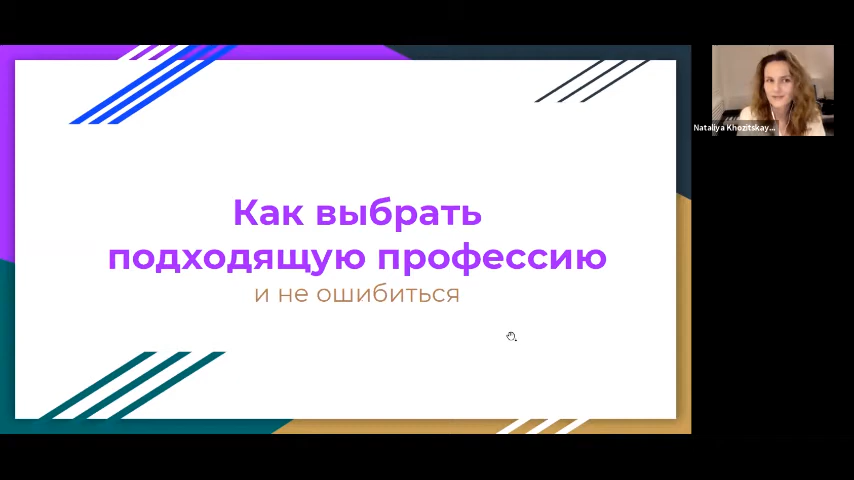 Как выбрать
подходящую профессию
и не ошибиться
Nataliya Khozitskay...